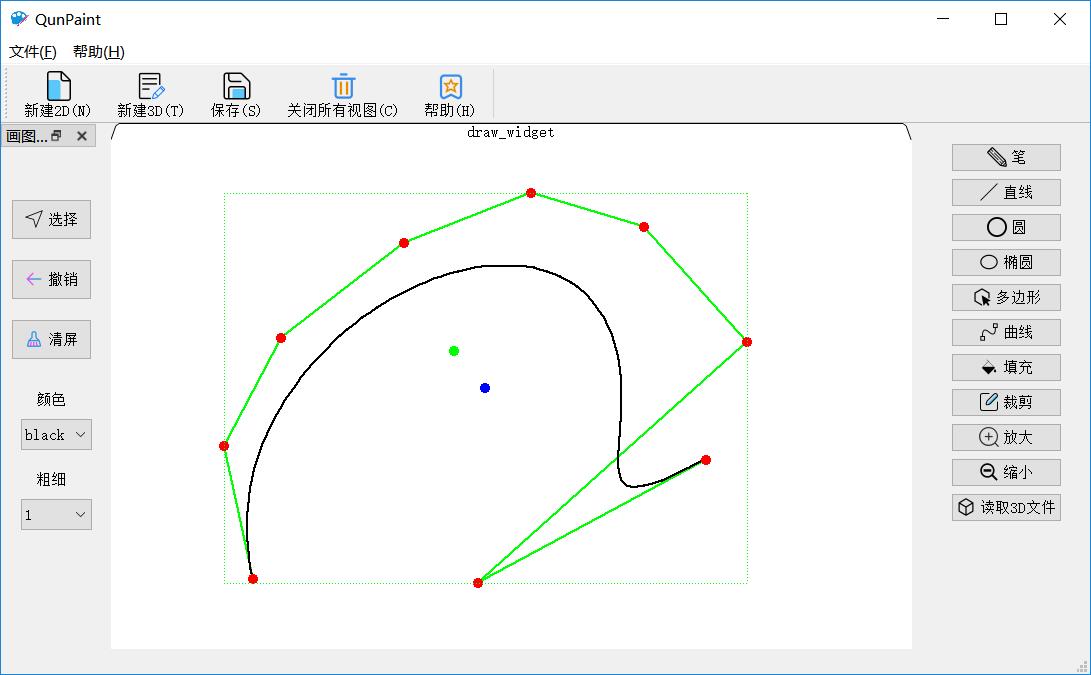 QunPaint
文件(F) 帮助(H)
新建2D(N) 新建3D(T) 保存(S) 关闭所有视图(C) 帮助(H)
画图...
draw_widget
选择
撤销
清屏
颜色
black
粗细
1
笔
直线
圆
椭圆
多边形
曲线
填充
裁剪
放大
缩小
读取3D文件